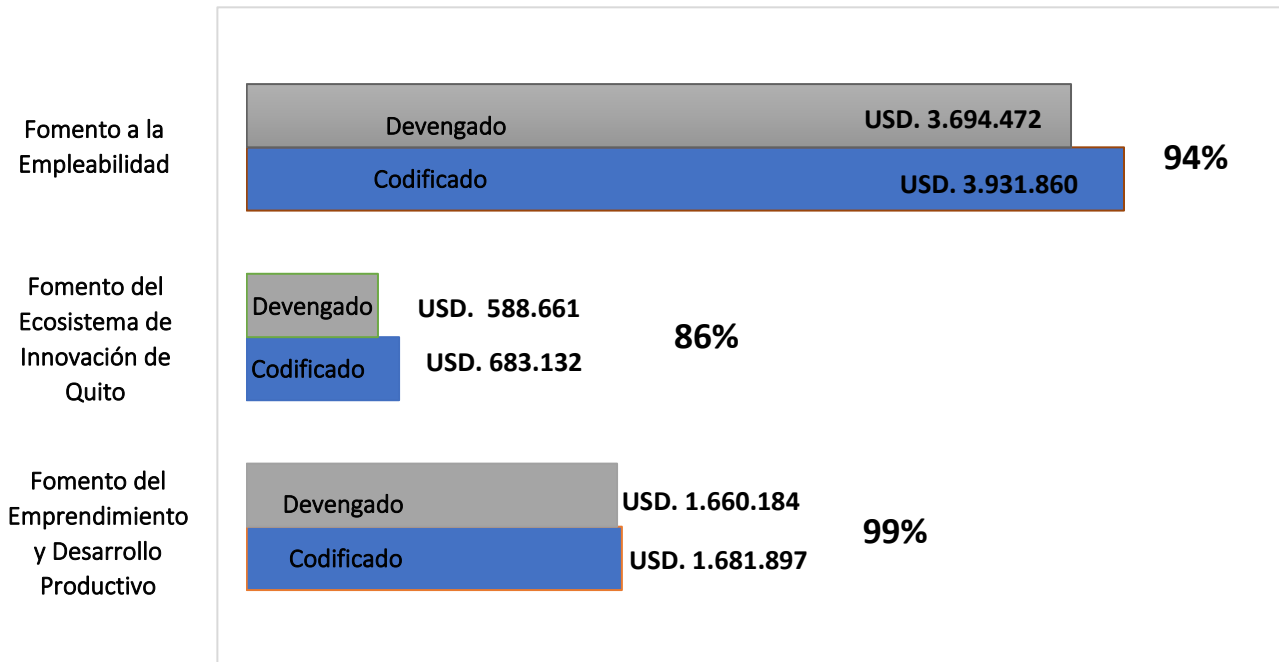 Fomento a la
Empleabilidad
Devengado
USD. 3.694.472
Codificado
USD. 3.931.860
94%
Fomento del
Ecosistema de
Innovación de
Quito
Devengado
USD. 588.661
Codificado
USD. 683.132
86%
Fomento del
Emprendimiento
y Desarrollo
Productivo
Devengado
USD. 1.660.184
Codificado
USD. 1.681.897
99%